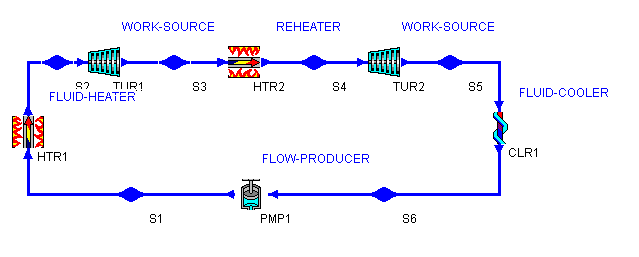 WORK-SOURCE
REHEATER
WORK-SOURCE
S2
TUR1
S3
HTR2
S4
TUR2
S5
FLUID-HEATER
FLUID-COOLER
HTR1
CLR1
FLOW-PRODUCER
S1
PMP1
S6